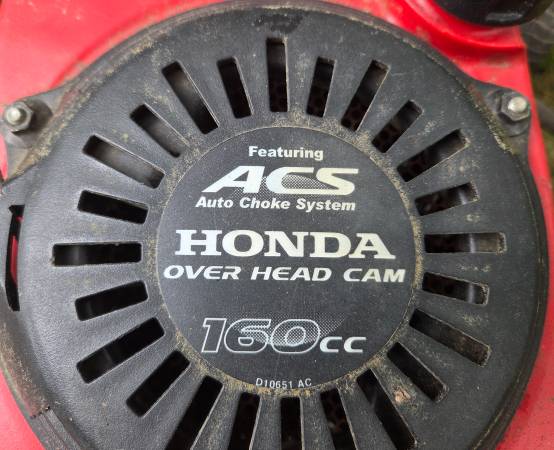 Featuring
ACS
Auto Choke System
HONDA
OVER HEAD CAM
160cc
D10651 AC